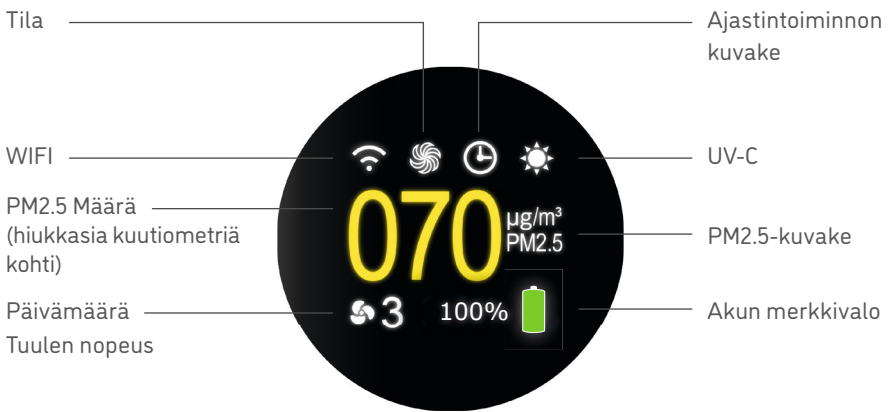 Tila
Ajastintoiminnon
kuvake
WIFI
UV-C
PM2.5 Määrä
(hiukkasia kuutiometriä
kohti)
070
µg/m³
PM2.5
PM2.5-kuvake
Päivämäärä
Tuulen nopeus
3
100%
Akun merkkivalo